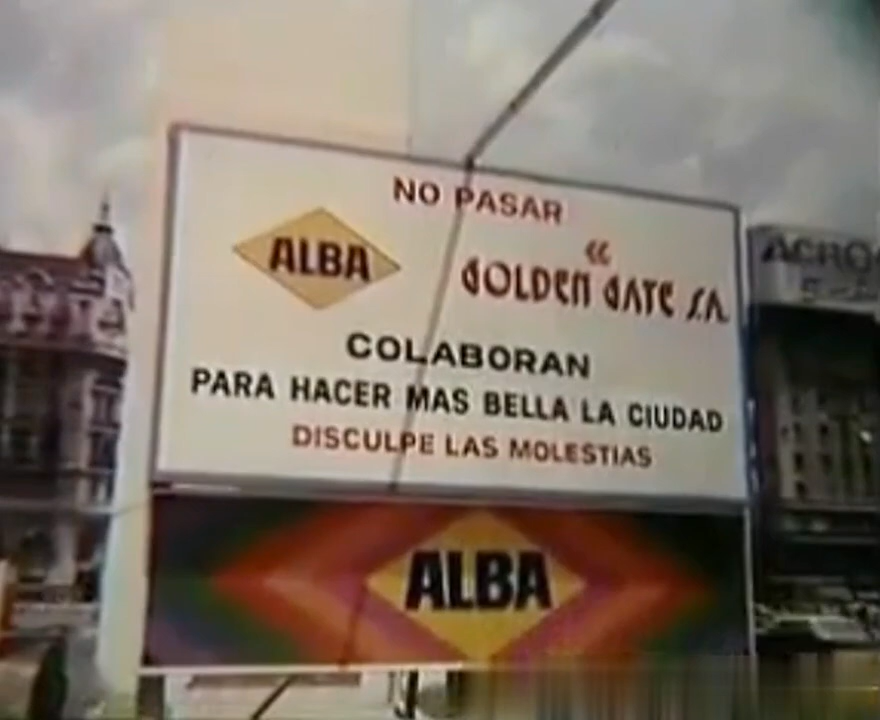 NO PASAR
ALBA
GOLDEN GATE S.A.
COLABORAN
PARA HACER MAS BELLA LA CIUDAD
DISCULPE LAS MOLESTIAS
ALBA